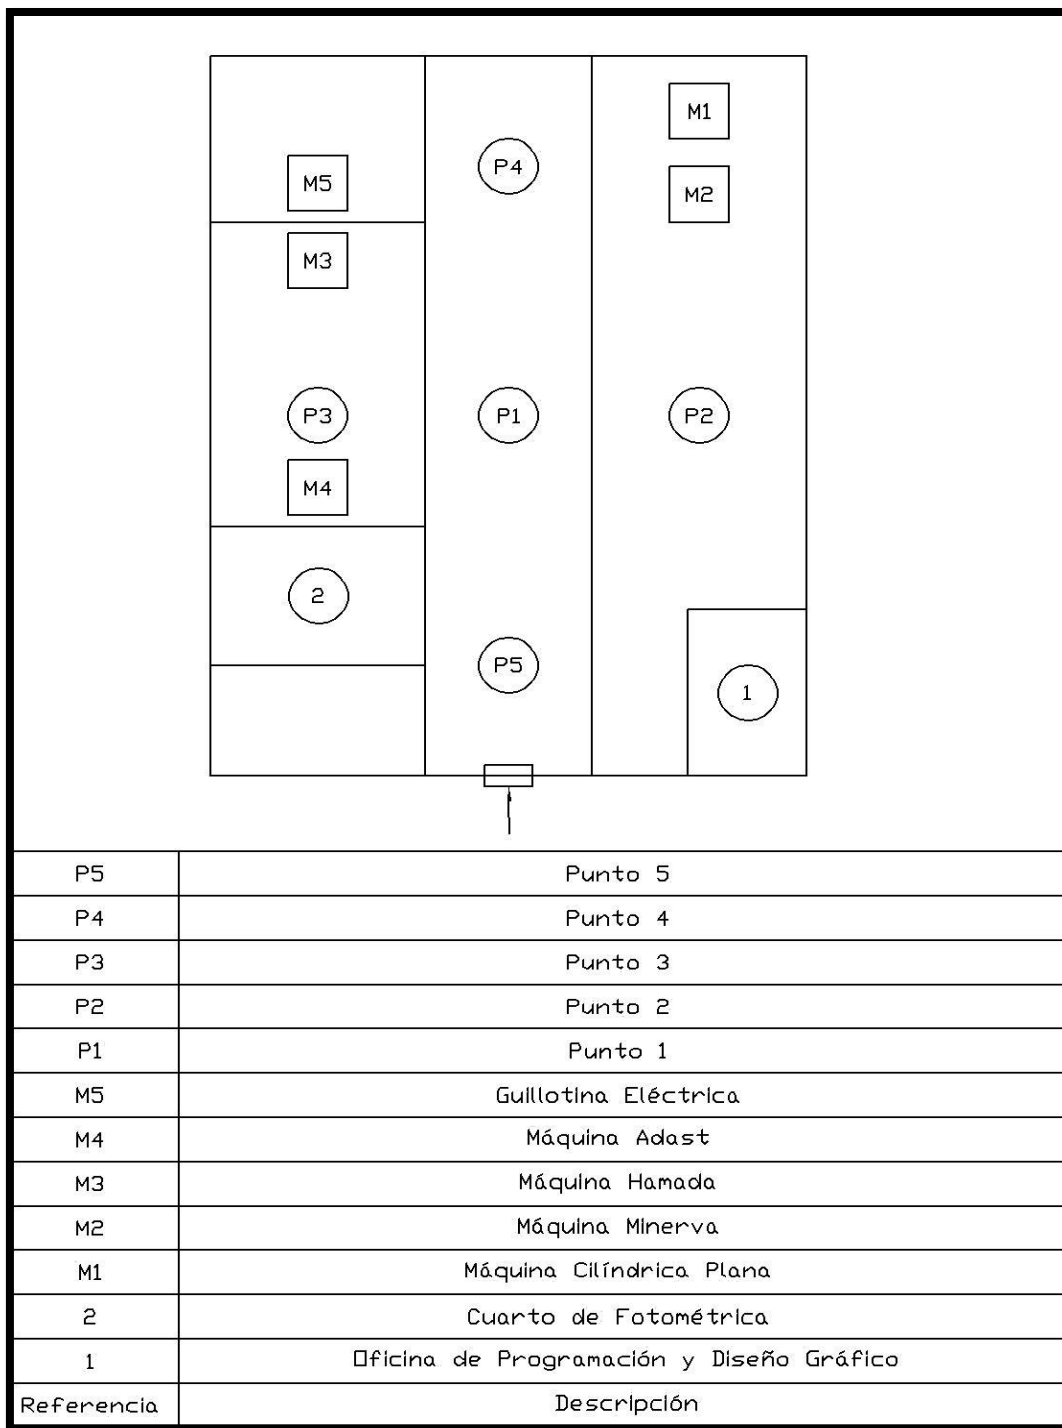 M1
P4
M5
M2
M3
P3 P1 P2
M4
2
P5
1
P5 Punto 5
P4 Punto 4
P3 Punto 3
P2 Punto 2
P1 Punto 1
M5 Guillotina Eléctrica
M4 Máquina Adast
M3 Máquina Hamada
M2 Máquina Minerva
M1 Máquina Cilíndrica Plana
2 Cuarto de Fotométrica
1 Oficina de Programación y Diseño Gráfico
Referencia Descripción